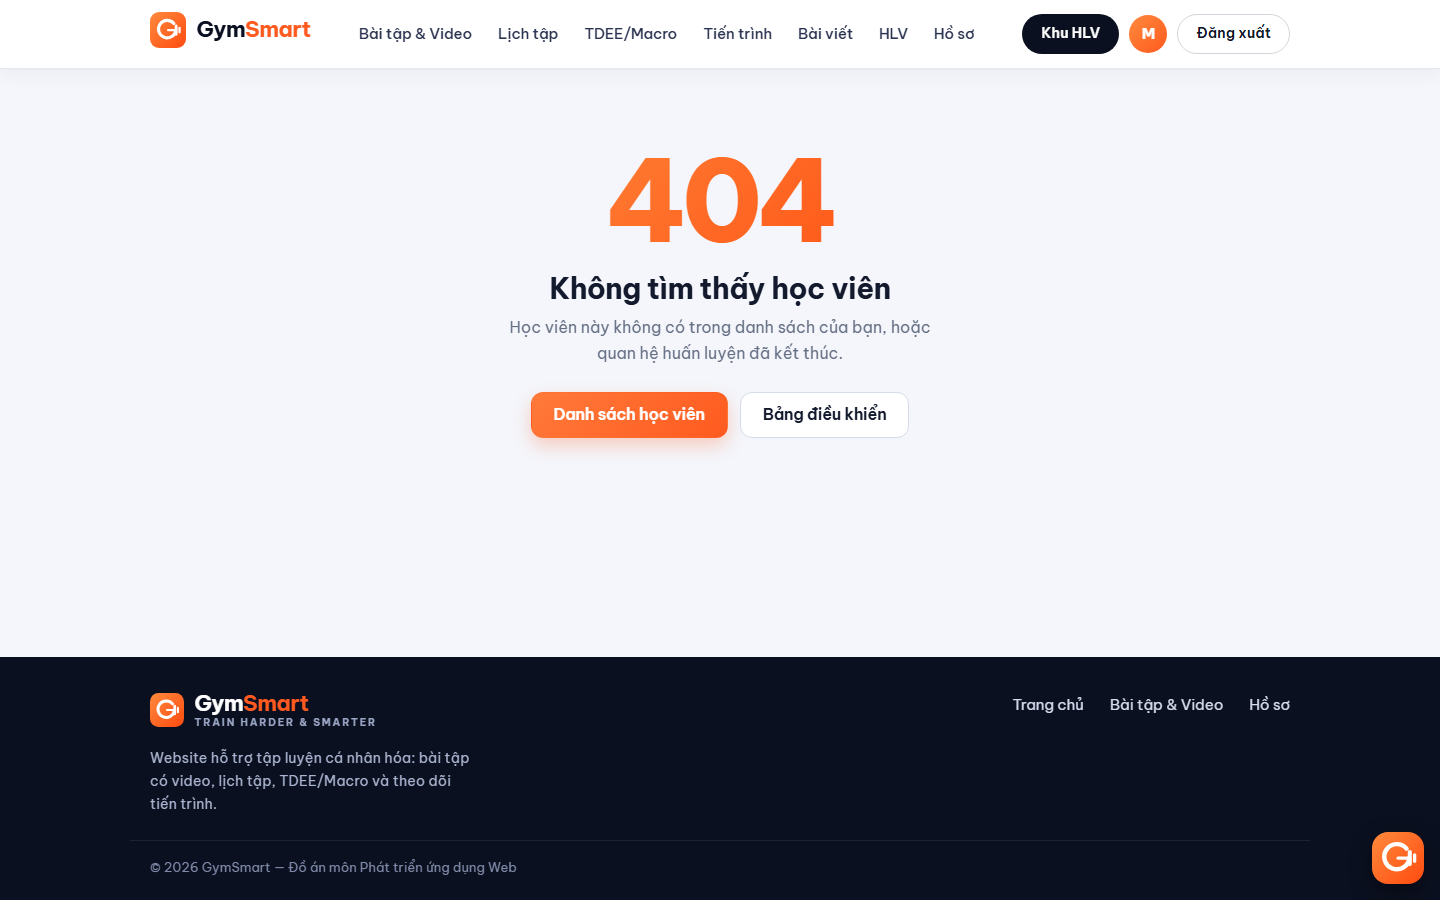 GymSmart
Bài tập & Video
Lịch tập
TDEE/Macro
Tiến trình
Bài viết
HLV
Hồ sơ
Khu HLV
M
Đăng xuất
404
Không tìm thấy học viên
Học viên này không có trong danh sách của bạn, hoặc
quan hệ huấn luyện đã kết thúc.
Danh sách học viên
Bảng điều khiển
GymSmart
TRAIN HARDER & SMARTER
Trang chủ
Bài tập & Video
Hồ sơ
Website hỗ trợ tập luyện cá nhân hóa: bài tập
có video, lịch tập, TDEE/Macro và theo dõi
tiến trình.
© 2026 GymSmart — Đồ án môn Phát triển ứng dụng Web